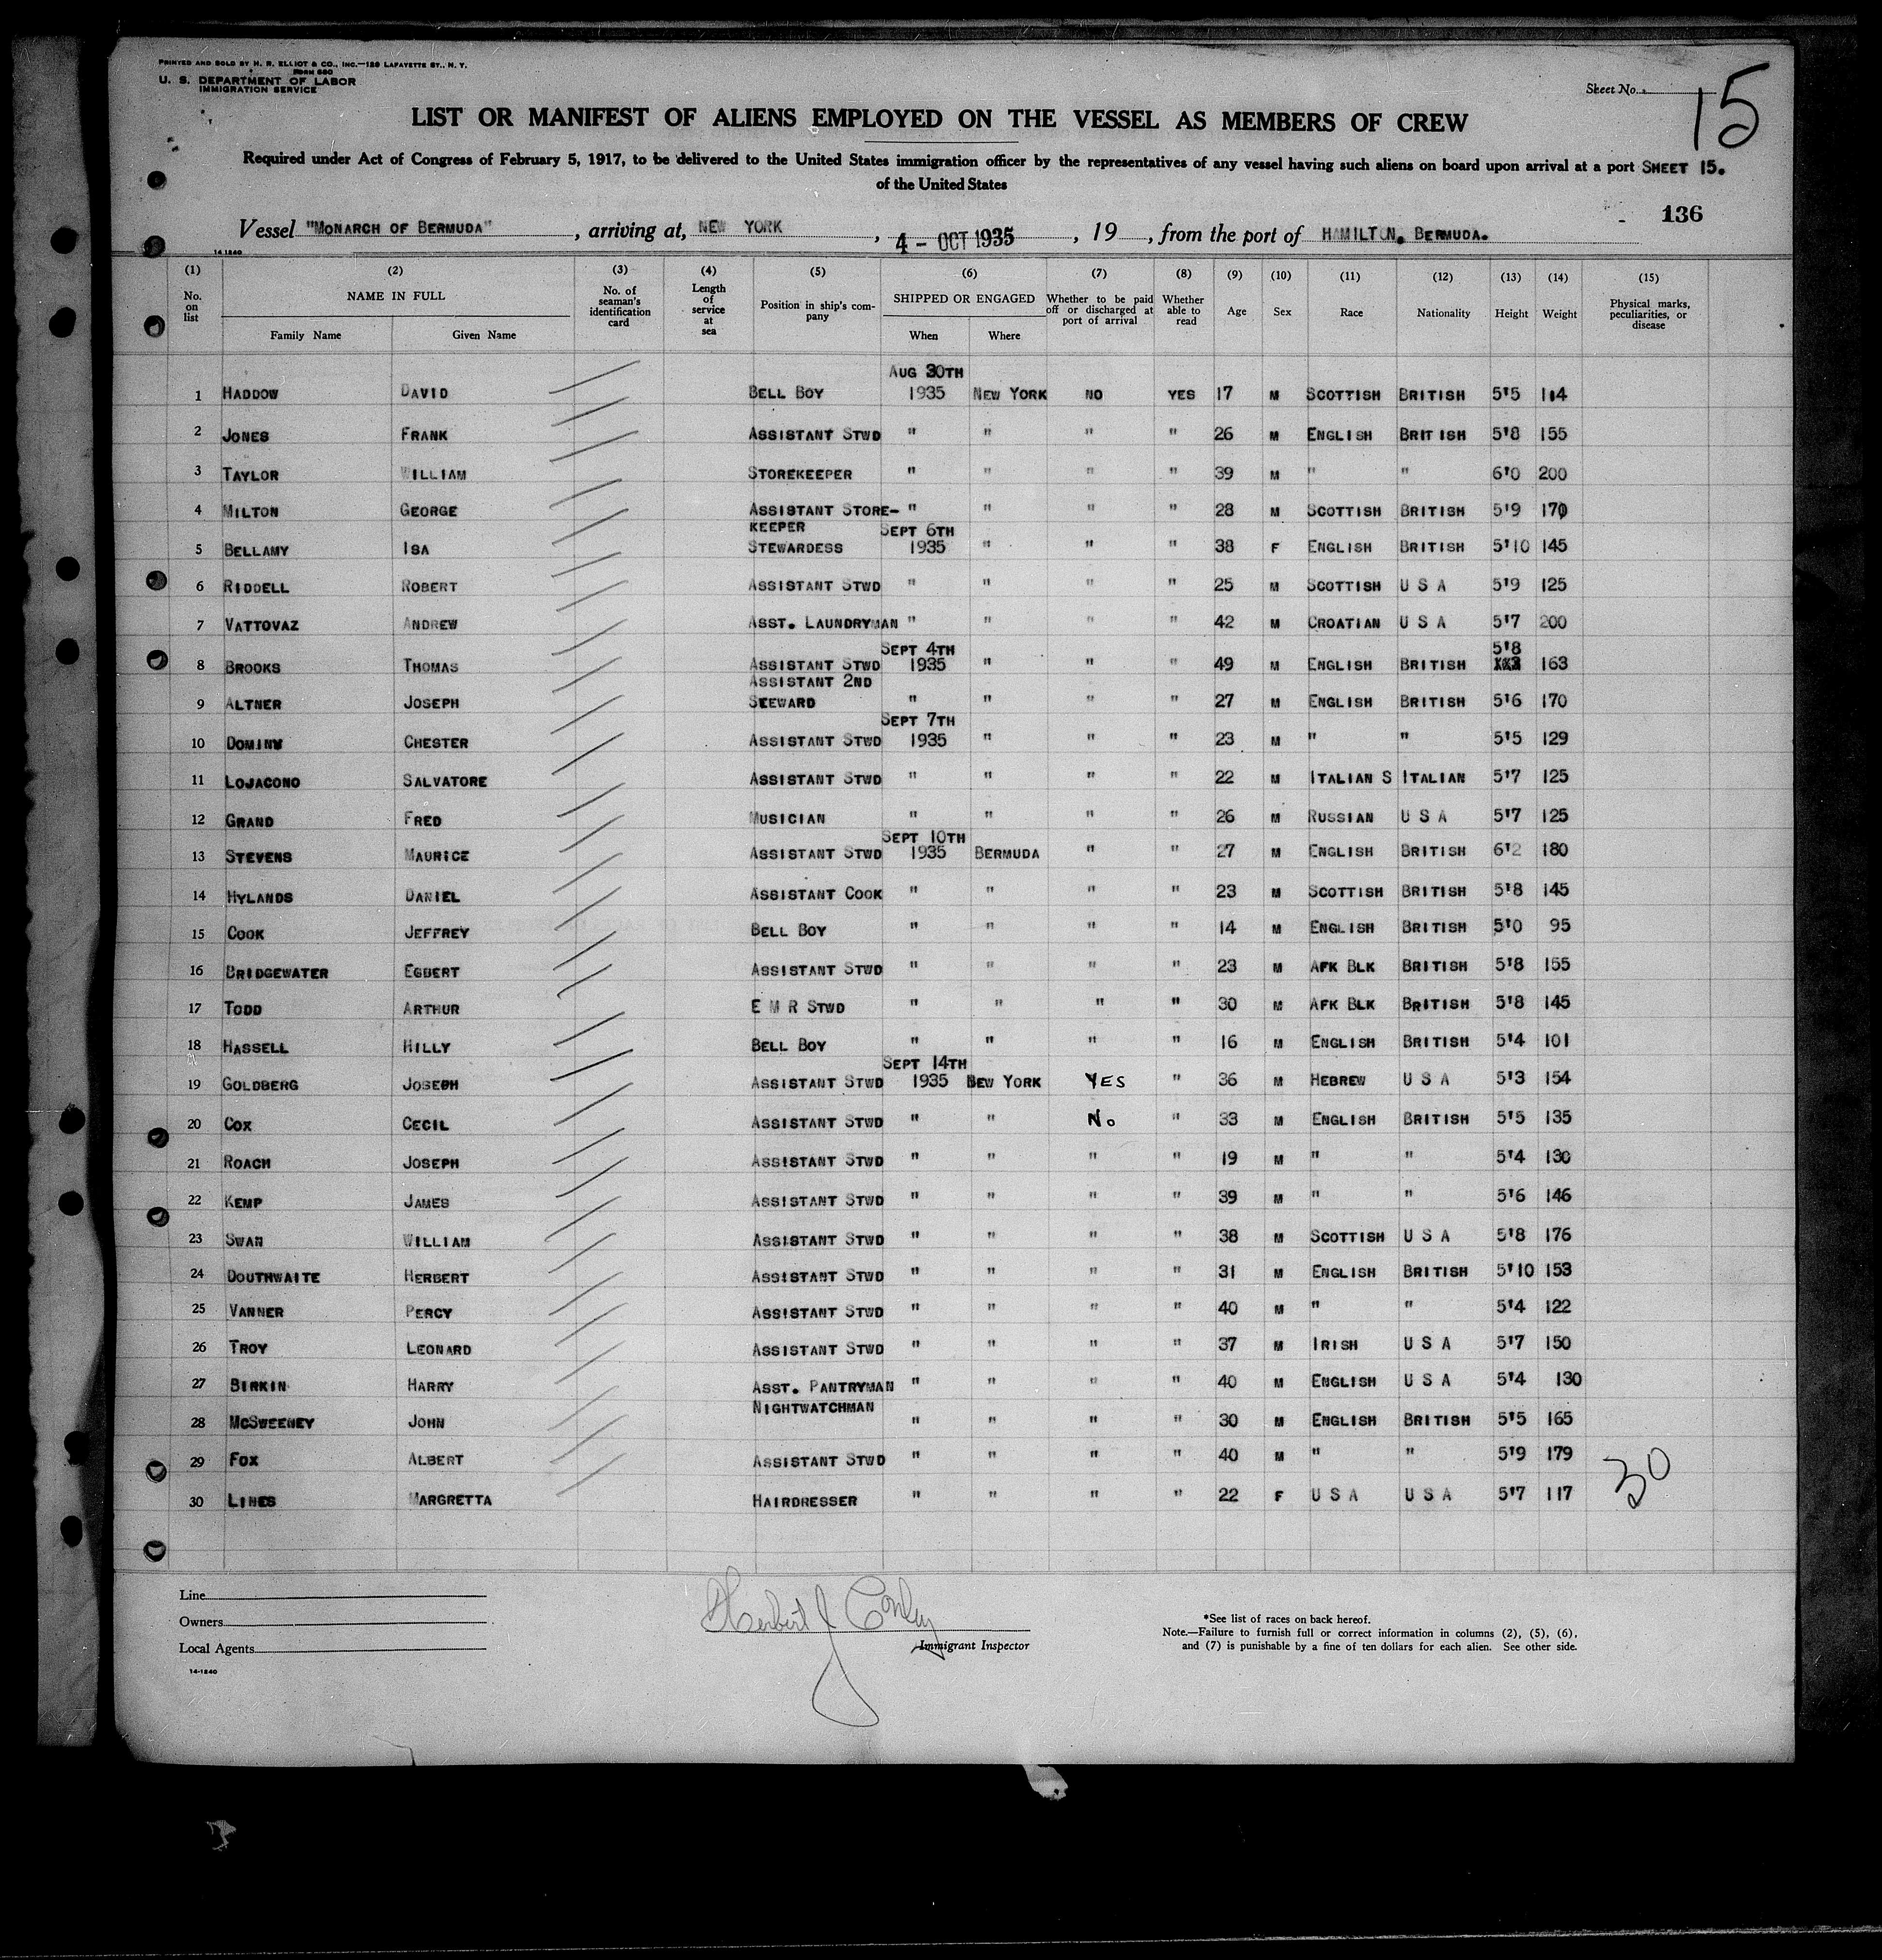 PRINTED AND SOLD BY H. R. ELLIOT & CO., INC.—128 LAFAYETTE ST., N. Y.
FORM 680
U. S. DEPARTMENT OF LABOR
IMMIGRATION SERVICE
Sheet No.
15
LIST OR MANIFEST OF ALIENS EMPLOYED ON THE VESSEL AS MEMBERS OF CREW
Required under Act of Congress of February 5, 1917, to be delivered to the United States immigration officer by the representatives of any vessel having such aliens on board upon arrival at a port SHEET 15.
of the United States
136
Vessel "MONARCH OF BERMUDA", arriving at, NEW YORK, 4 - OCT 1935, 19, from the port of HAMILTON, BERMUDA.
14-1240
(1) (2) (3) (4) (5) (6) (7) (8) (9) (10) (11) (12) (13) (14) (15)
No. on list NAME IN FULL Family Name Given Name No. of seaman's identification card Length of service at sea Position in ship's company SHIPPED OR ENGAGED When Where Whether to be paid off or discharged at port of arrival Whether able to read Age Sex Race Nationality Height Weight Physical marks, peculiarities, or disease
AUG 30TH
1 HADDOW DAVID BELL BOY 1935 NEW YORK NO YES 17 M SCOTTISH BRITISH 5'5 114
2 JONES FRANK ASSISTANT STWD " " " " 26 M ENGLISH BRITISH 5'8 155
3 TAYLOR WILLIAM STOREKEEPER " " " " 39 M " " 6'0 200
4 MILTON GEORGE ASSISTANT STORE- " " " " 28 M SCOTTISH BRITISH 5'9 170
KEEPER SEPT 6TH
5 BELLAMY ISA STEWARDESS 1935 " " " 38 F ENGLISH BRITISH 5'10 145
6 RIDDELL ROBERT ASSISTANT STWD " " " " 25 M SCOTTISH U S A 5'9 125
7 VATTOVAZ ANDREW ASST. LAUNDRYMAN " " " " 42 M CROATIAN U S A 5'7 200
SEPT 4TH 5'8
8 BROOKS THOMAS ASSISTANT STWD 1935 " " " 49 M ENGLISH BRITISH 163
ASSISTANT 2ND
9 ALTNER JOSEPH STEWARD " " " " 27 M ENGLISH BRITISH 5'6 170
SEPT 7TH
10 DOMINY CHESTER ASSISTANT STWD 1935 " " " 23 M " " 5'5 129
11 LOJACONO SALVATORE ASSISTANT STWD " " " " 22 M ITALIAN S ITALIAN 5'7 125
12 GRAND FRED MUSICIAN " " " " 26 M RUSSIAN U S A 5'7 125
SEPT 10TH
13 STEVENS MAURICE ASSISTANT STWD 1935 BERMUDA " " 27 M ENGLISH BRITISH 6'2 180
14 HYLANDS DANIEL ASSISTANT COOK " " " " 23 M SCOTTISH BRITISH 5'8 145
15 COOK JEFFREY BELL BOY " " " " 14 M ENGLISH BRITISH 5'0 95
16 BRIDGEWATER EGBERT ASSISTANT STWD " " " " 23 M AFK BLK BRITISH 5'8 155
17 TODD ARTHUR E M R STWD " " " " 30 M AFK BLK BRITISH 5'8 145
18 HASSELL HILLY BELL BOY " " " " 16 M ENGLISH BRITISH 5'4 101
SEPT 14TH
19 GOLDBERG JOSEPH ASSISTANT STWD 1935 NEW YORK YES " 36 M HEBREW U S A 5'3 154
20 COX CECIL ASSISTANT STWD " " No " 33 M ENGLISH BRITISH 5'5 135
21 ROACH JOSEPH ASSISTANT STWD " " " " 19 M " " 5'4 130
22 KEMP JAMES ASSISTANT STWD " " " " 39 M " " 5'6 146
23 SWAN WILLIAM ASSISTANT STWD " " " " 38 M SCOTTISH U S A 5'8 176
24 DOUTHWAITE HERBERT ASSISTANT STWD " " " " 31 M ENGLISH BRITISH 5'10 153
25 VANNER PERCY ASSISTANT STWD " " " " 40 M " " 5'4 122
26 TROY LEONARD ASSISTANT STWD " " " " 37 M IRISH U S A 5'7 150
27 BIRKIN HARRY ASST. PANTRYMAN " " " " 40 M ENGLISH U S A 5'4 130
NIGHTWATCHMAN
28 McSWEENEY JOHN " " " " 30 M ENGLISH BRITISH 5'5 165
29 FOX ALBERT ASSISTANT STWD " " " " 40 M " " 5'9 179
30
30 LINES MARGRETTA HAIRDRESSER " " " " 22 F U S A U S A 5'7 117
Line
Owners
Local Agents
14-1240
Herbert J Conley
Immigrant Inspector
*See list of races on back hereof.
Note.—Failure to furnish full or correct information in columns (2), (5), (6),
and (7) is punishable by a fine of ten dollars for each alien. See other side.